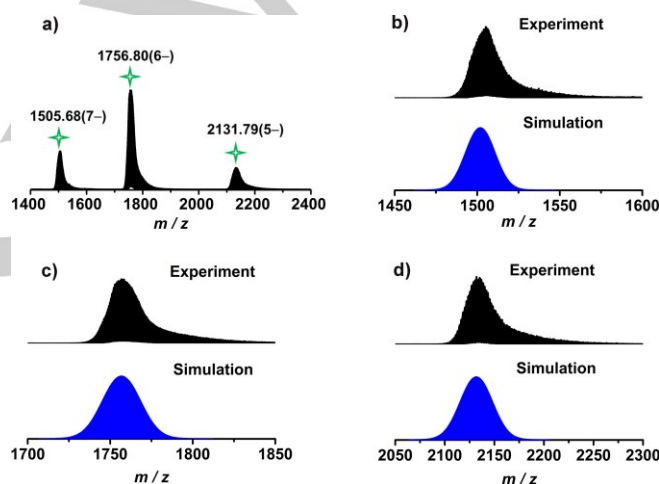 a)
1756.80(6–)
1505.68(7–)
2131.79(5–)
1400 1600 1800 2000 2200 2400
m / z
b)
Experiment
Simulation
1450 1500 1550 1600
m / z
c)
Experiment
Simulation
1700 1750 1800 1850
m / z
d)
Experiment
Simulation
2050 2100 2150 2200 2250 2300
m / z